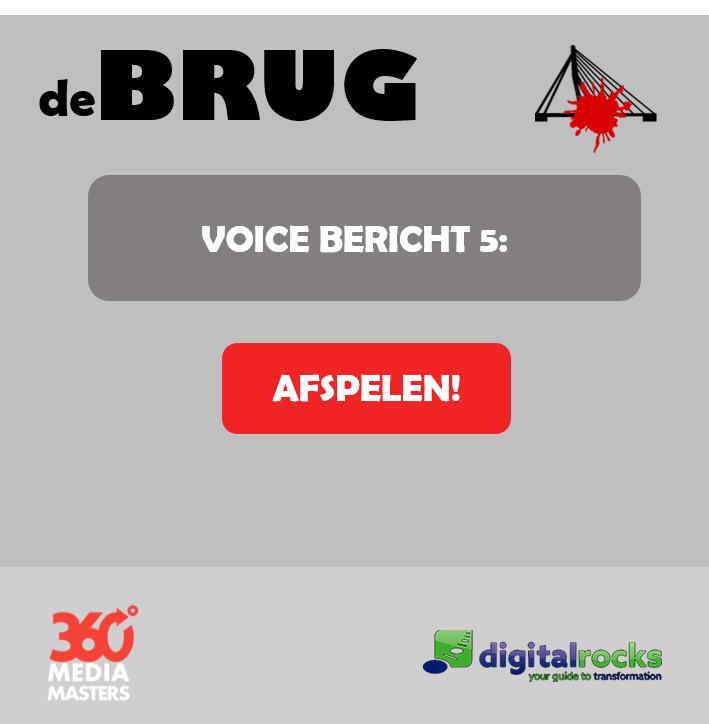 deBRUG
VOICE BERICHT 5:
AFSPELEN!
360°
MEDIA
MASTERS
digitalrocks
your guide to transformation